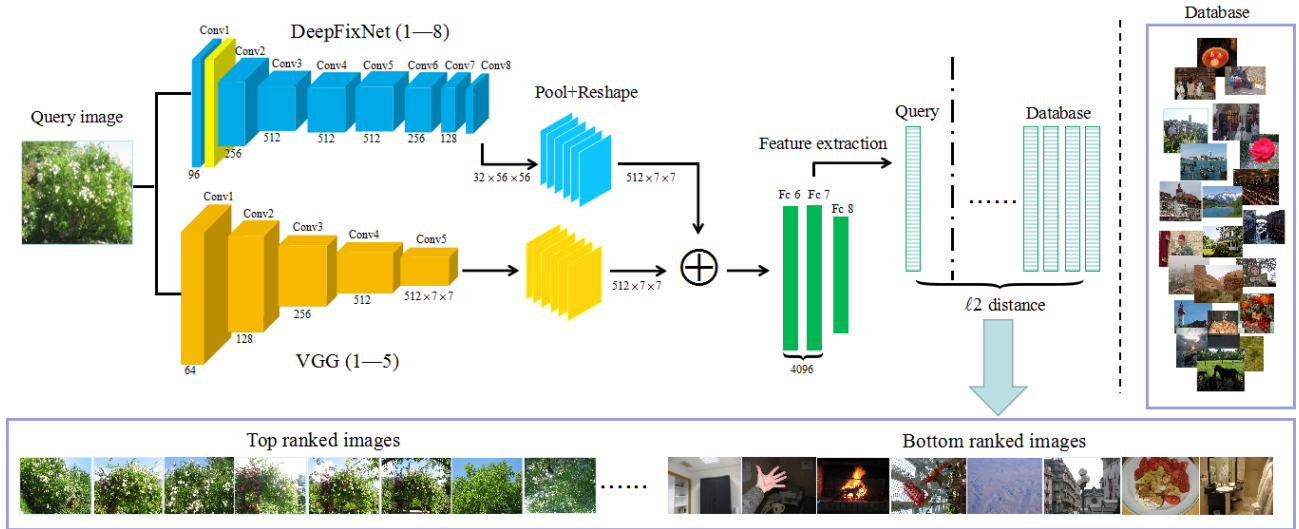 DeepFixNet (1—8)
Database
Conv1
Conv2
Conv3
Conv4
Conv5
Conv6
Conv7
Conv8
Query image
96
256
512
512
512
256
128
Pool+Reshape
32×56×56
512×7×7
Conv1
Conv2
Conv3
Conv4
Conv5
64
128
256
512
512×7×7
VGG (1—5)
512×7×7
Feature extraction
Fc 6
Fc 7
Fc 8
4096
Query
Database
......
ℓ2 distance
Top ranked images
Bottom ranked images
......